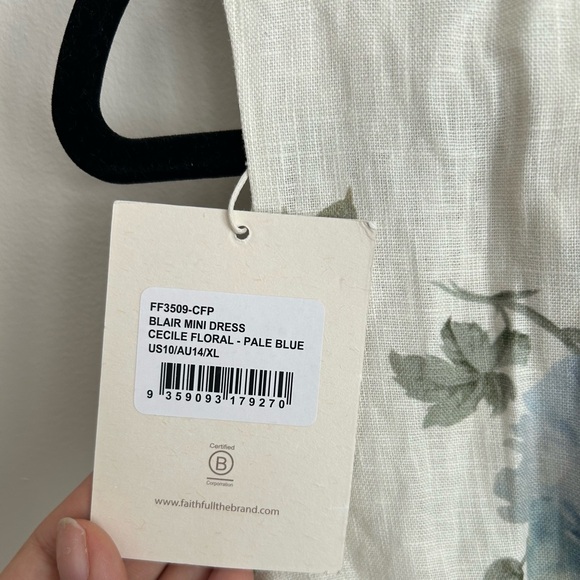 FF3509-CFP
BLAIR MINI DRESS
CECILE FLORAL - PALE BLUE
US10/AU14/XL
9 359093 179270
Certified
B
Corporation
www.faithfullthebrand.com